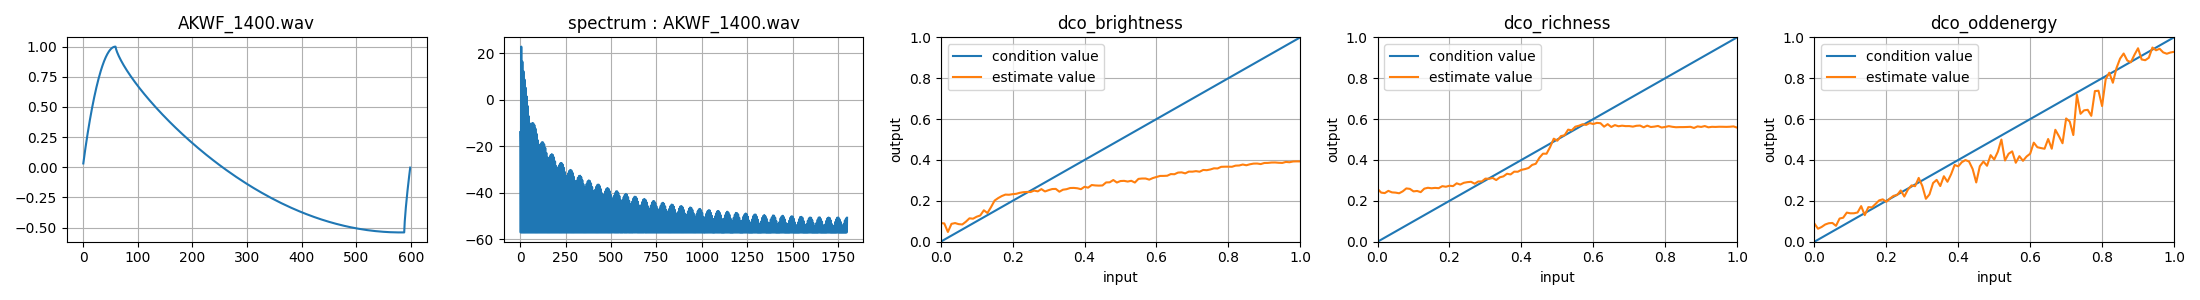 AKWF_1400.wav
1.00
0.75
0.50
0.25
0.00
−0.25
−0.50
0 100 200 300 400 500 600
spectrum : AKWF_1400.wav
20
0
−20
−40
−60
0 250 500 750 1000 1250 1500 1750
dco_brightness
condition value
estimate value
output
1.0
0.8
0.6
0.4
0.2
0.0
0.0 0.2 0.4 0.6 0.8 1.0
input
dco_richness
condition value
estimate value
output
1.0
0.8
0.6
0.4
0.2
0.0
0.0 0.2 0.4 0.6 0.8 1.0
input
dco_oddenergy
condition value
estimate value
output
1.0
0.8
0.6
0.4
0.2
0.0
0.0 0.2 0.4 0.6 0.8 1.0
input